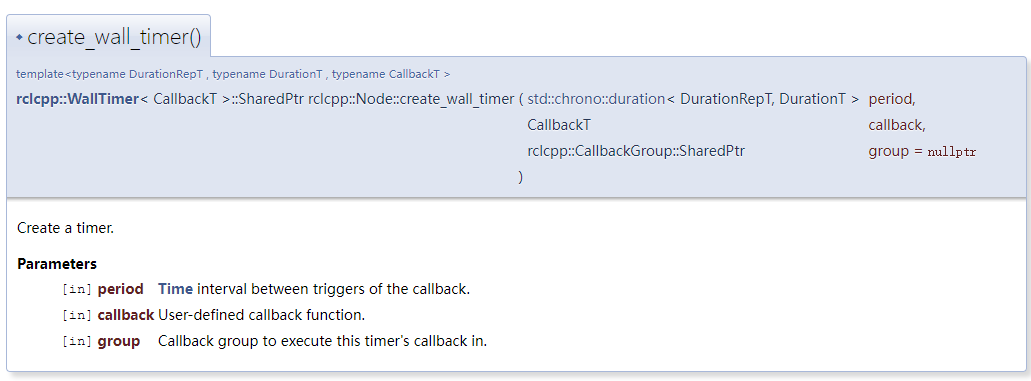 ◆ create_wall_timer()
template<typename DurationRepT , typename DurationT , typename CallbackT >
rclcpp::WallTimer< CallbackT >::SharedPtr rclcpp::Node::create_wall_timer ( std::chrono::duration< DurationRepT, DurationT > period,
CallbackT callback,
rclcpp::CallbackGroup::SharedPtr group = nullptr
)
Create a timer.
Parameters
[in] period Time interval between triggers of the callback.
[in] callback User-defined callback function.
[in] group Callback group to execute this timer's callback in.